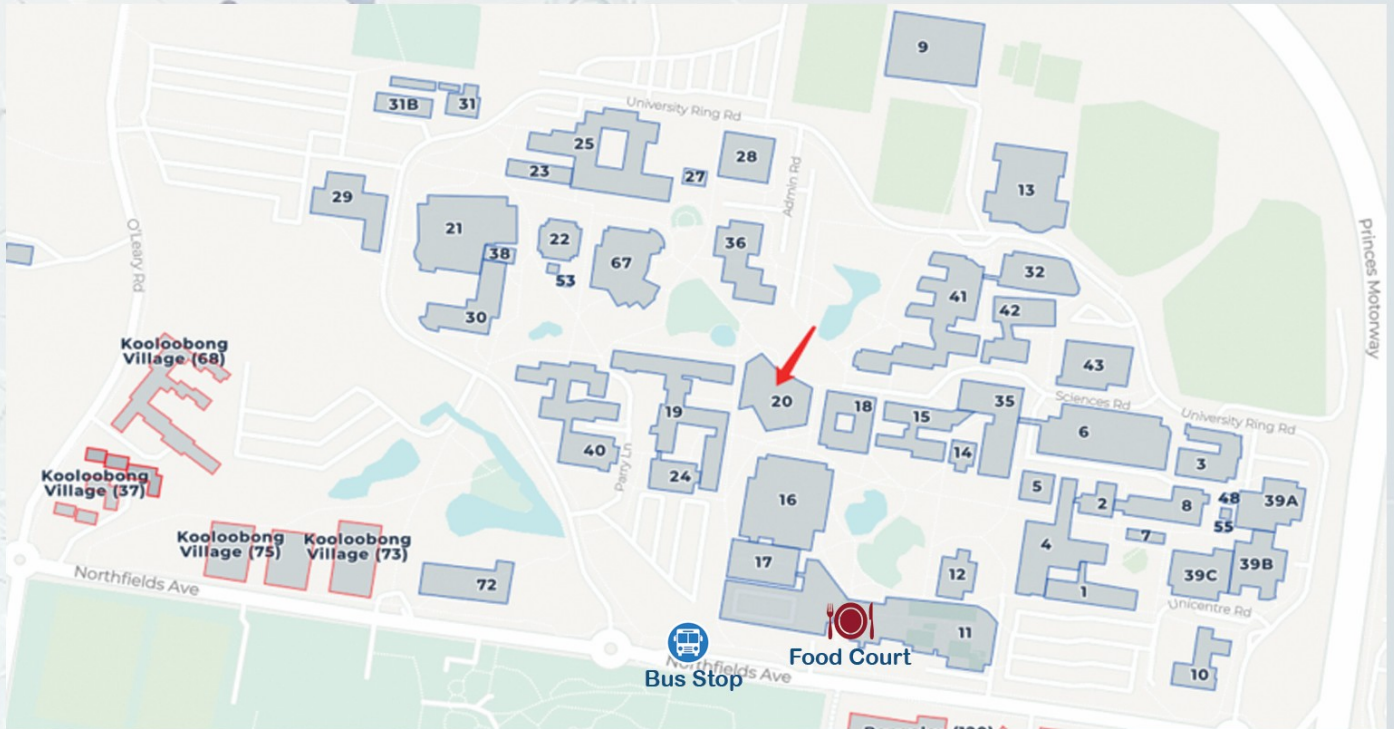 9
31B
31
University Ring Rd
25
28
23
27
13
Admin Rd
29
21
22
36
38
67
53
32
41
42
30
O'Leary Rd
Princes Motorway
Kooloobong
Village (68)
43
20
Sciences Rd
35
18
15
19
6
University Ring Rd
14
40
Parry Ln
24
3
Kooloobong
Village (37)
5
16
2
8
48
39A
55
7
Kooloobong
Village (75)
Kooloobong
Village (73)
4
17
12
39B
39C
72
1
Northfields Ave
Unicentre Rd
11
Food Court
Northfields Ave
Bus Stop
10